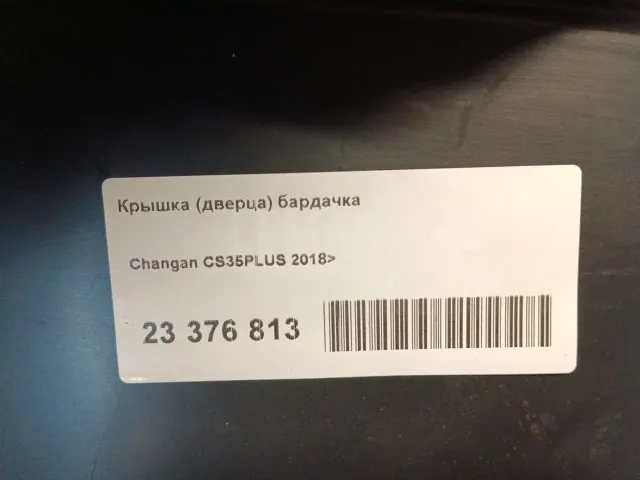 Крышка (дверца) бардачка
Changan CS35PLUS 2018>
23 376 813